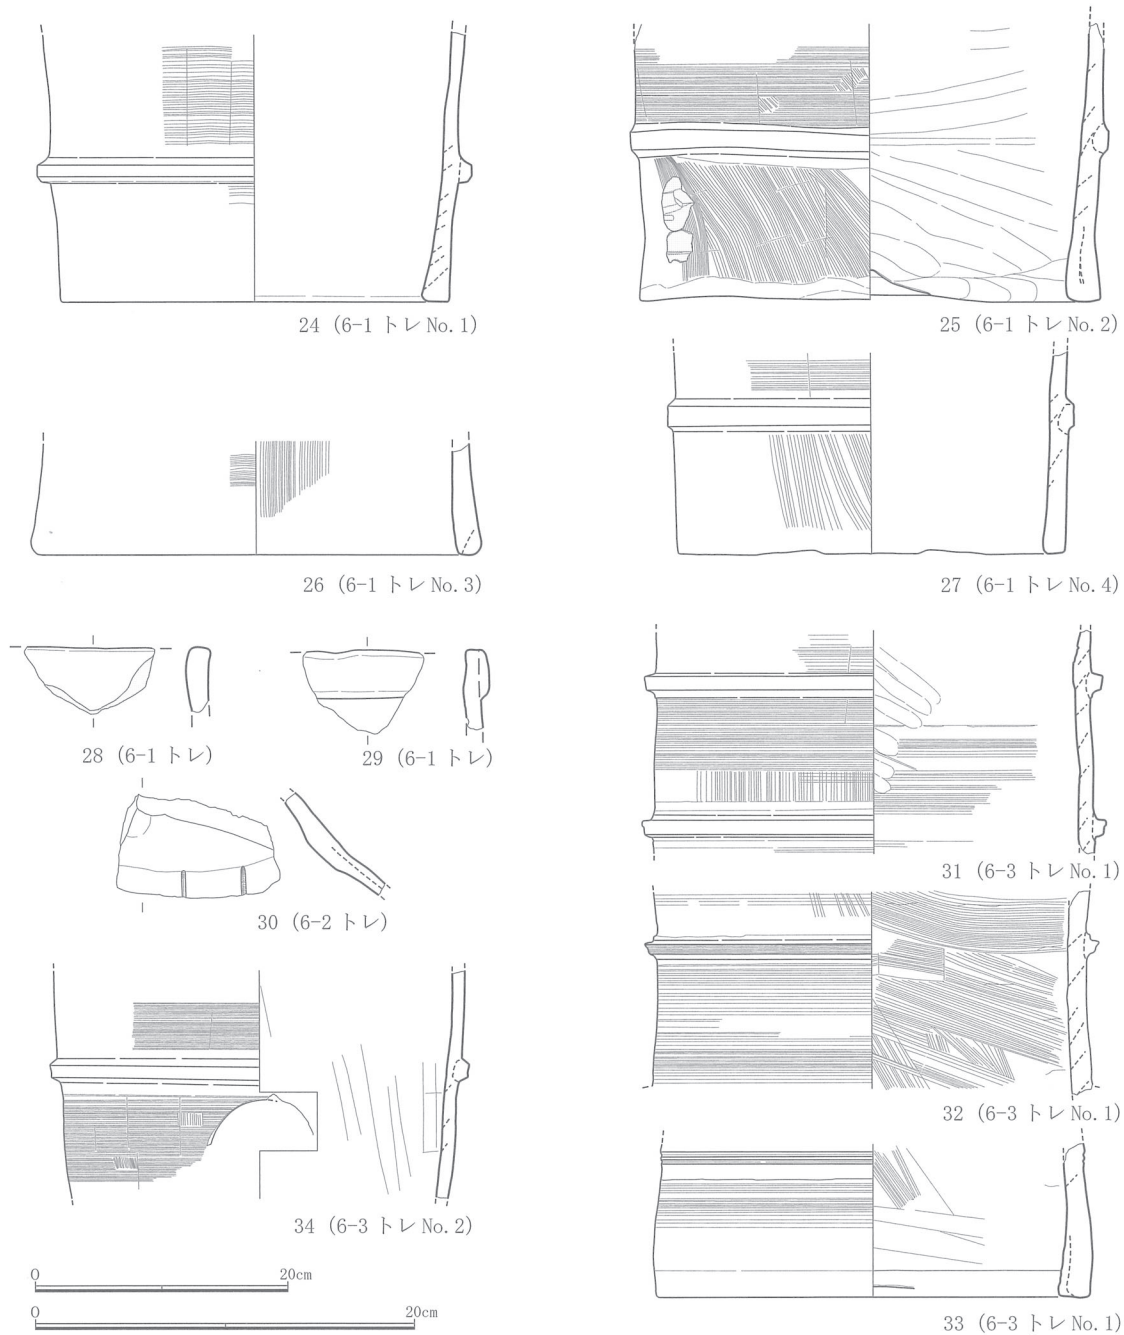 24 (6-1 トレ No. 1)
25 (6-1 トレ No. 2)
26 (6-1 トレ No. 3)
27 (6-1 トレ No. 4)
28 (6-1 トレ)
29 (6-1 トレ)
30 (6-2 トレ)
31 (6-3 トレ No. 1)
32 (6-3 トレ No. 1)
33 (6-3 トレ No. 1)
34 (6-3 トレ No. 2)
0 20cm
0 20cm